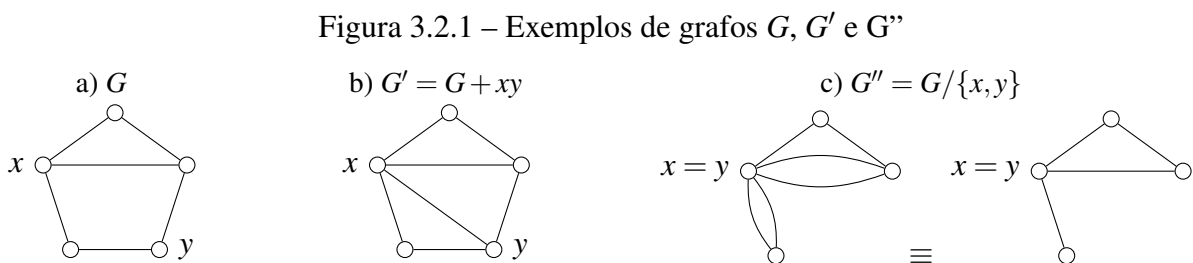 Figura 3.2.1 – Exemplos de grafos G, G′ e G”
a) G
b) G′ = G + xy
c) G′′ = G/{x, y}
x
y
x
y
x = y
≡
x = y